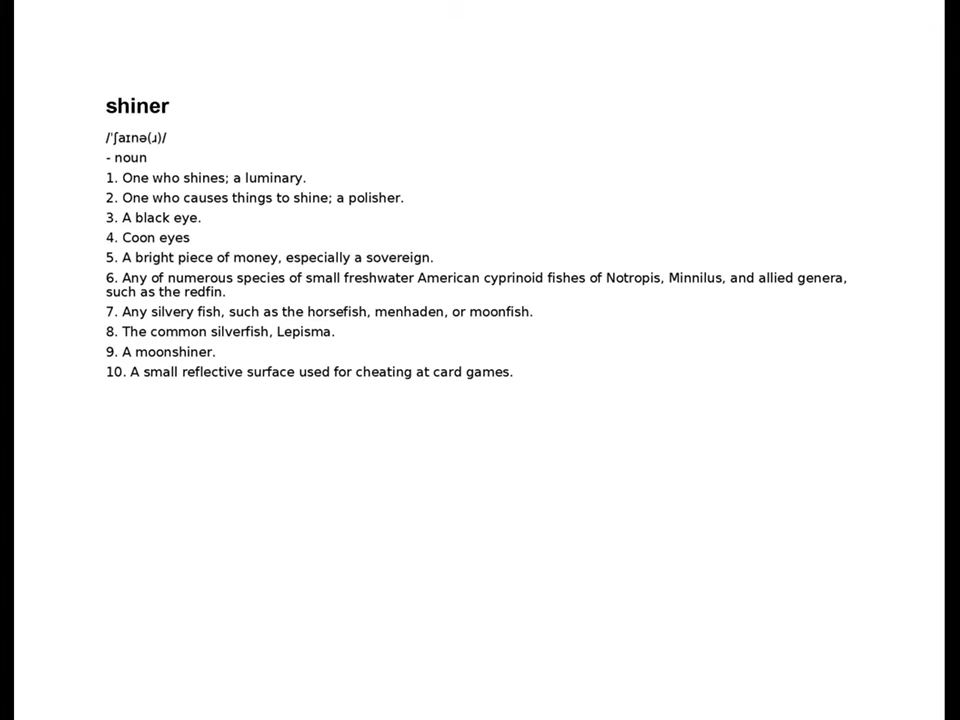 shiner
/ˈʃaɪnə(ɹ)/
- noun
1. One who shines; a luminary.
2. One who causes things to shine; a polisher.
3. A black eye.
4. Coon eyes
5. A bright piece of money, especially a sovereign.
6. Any of numerous species of small freshwater American cyprinoid fishes of Notropis, Minnilus, and allied genera,
such as the redfin.
7. Any silvery fish, such as the horsefish, menhaden, or moonfish.
8. The common silverfish, Lepisma.
9. A moonshiner.
10. A small reflective surface used for cheating at card games.